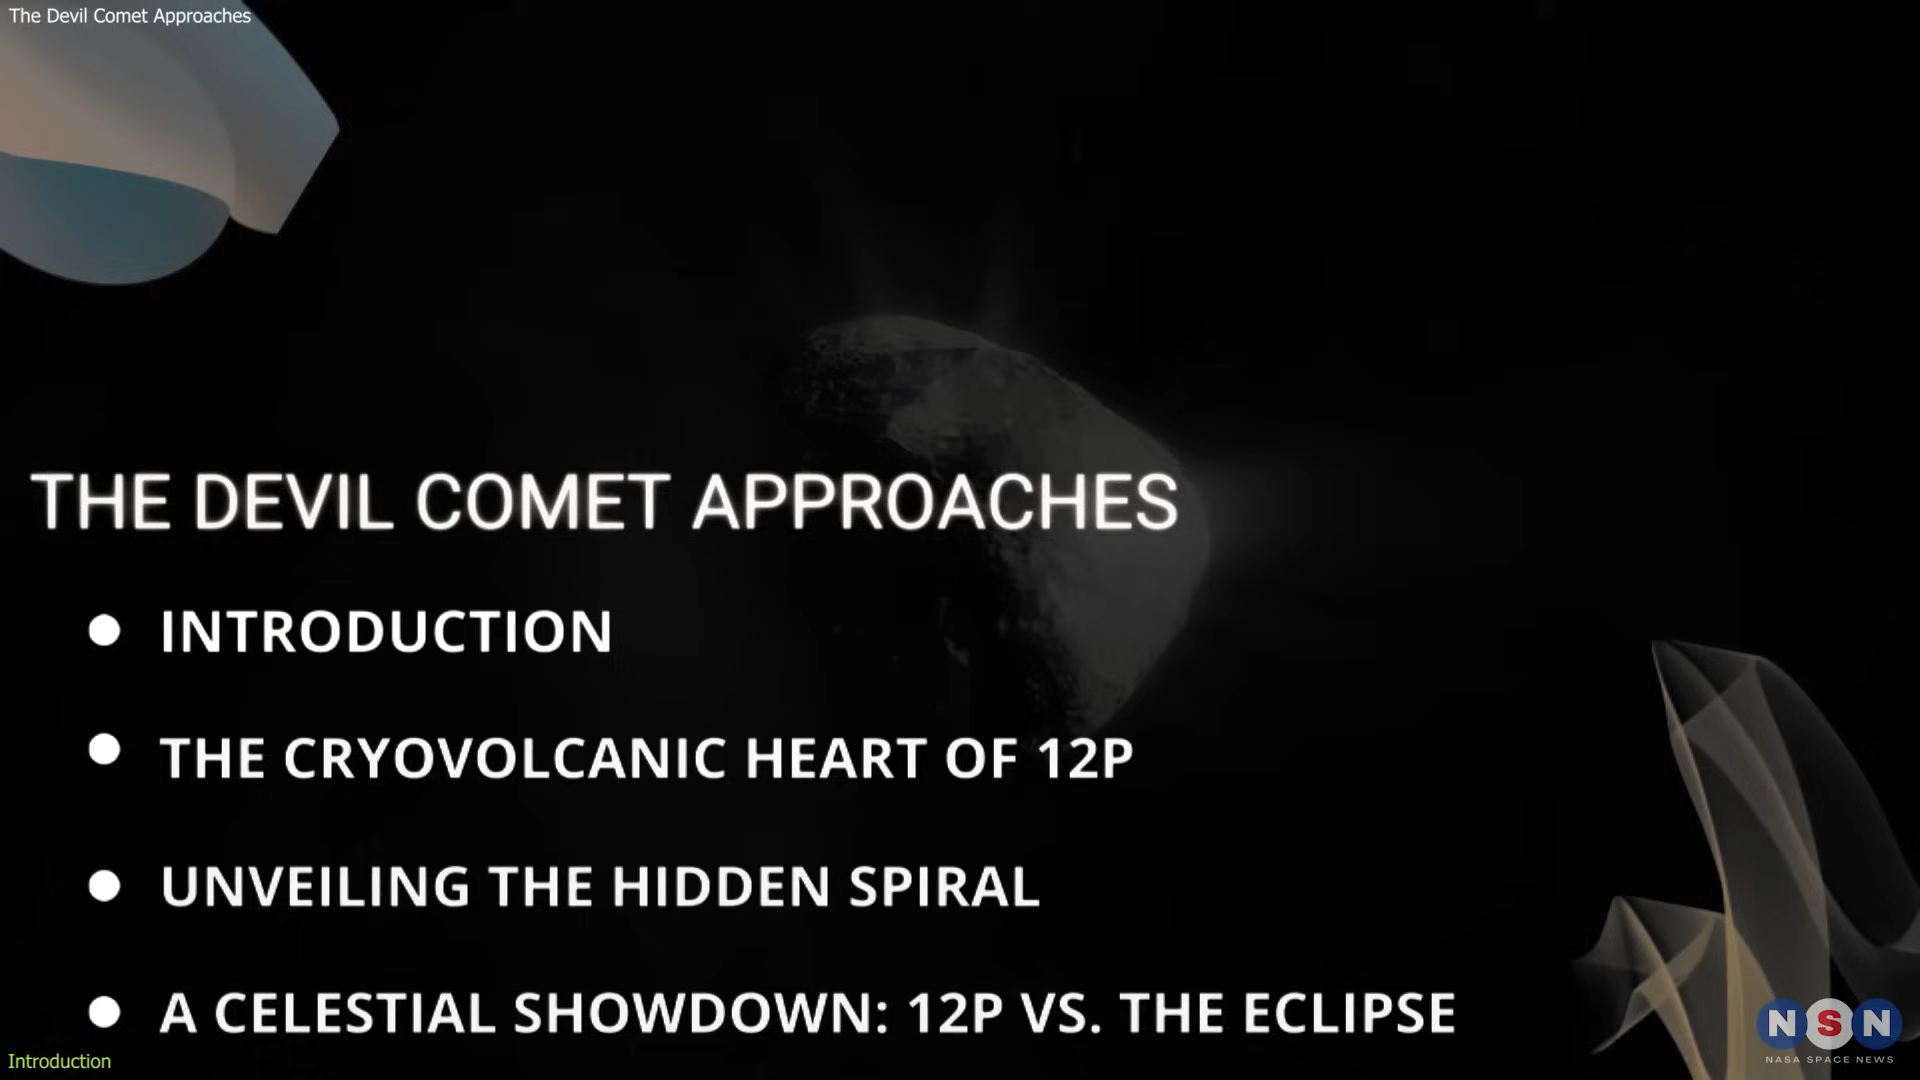 The Devil Comet Approaches
THE DEVIL COMET APPROACHES
● INTRODUCTION
● THE CRYOVOLCANIC HEART OF 12P
● UNVEILING THE HIDDEN SPIRAL
● A CELESTIAL SHOWDOWN: 12P VS. THE ECLIPSE
Introduction
NSN
NASA SPACE NEWS